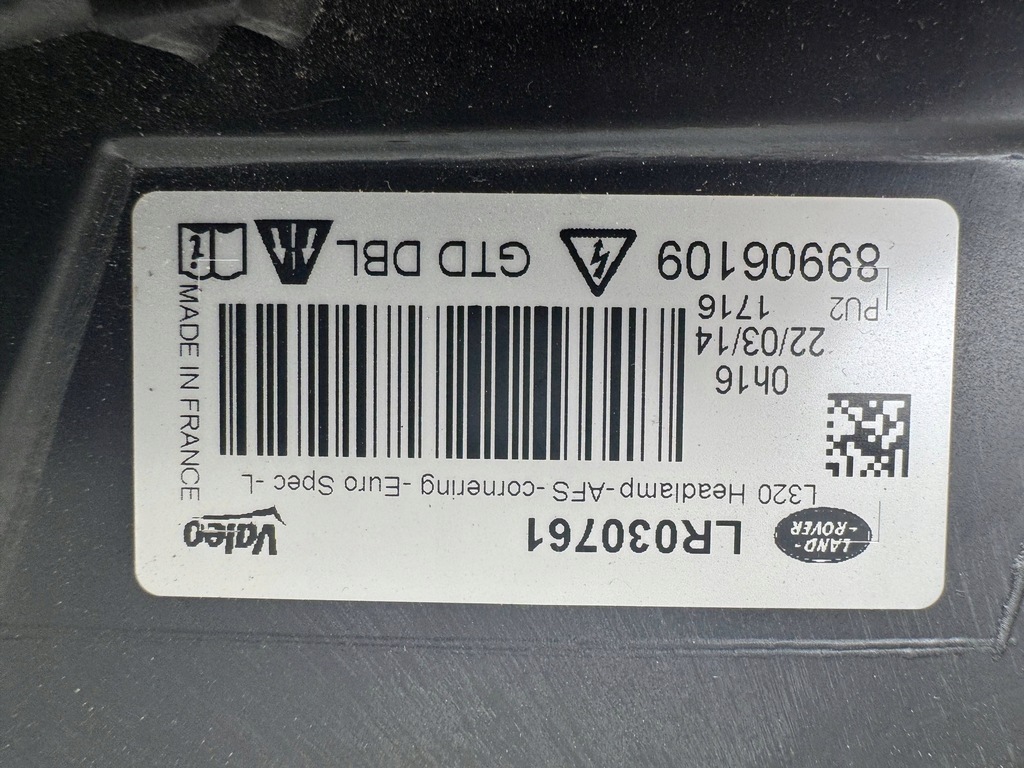 LAND-
-ROVER
LR030761
Valeo
L320 Headlamp-AFS-cornering-Euro Spec -L
0h16
22/03/14
1716
PU2
89906109
GTD DBL
i
MADE IN FRANCE